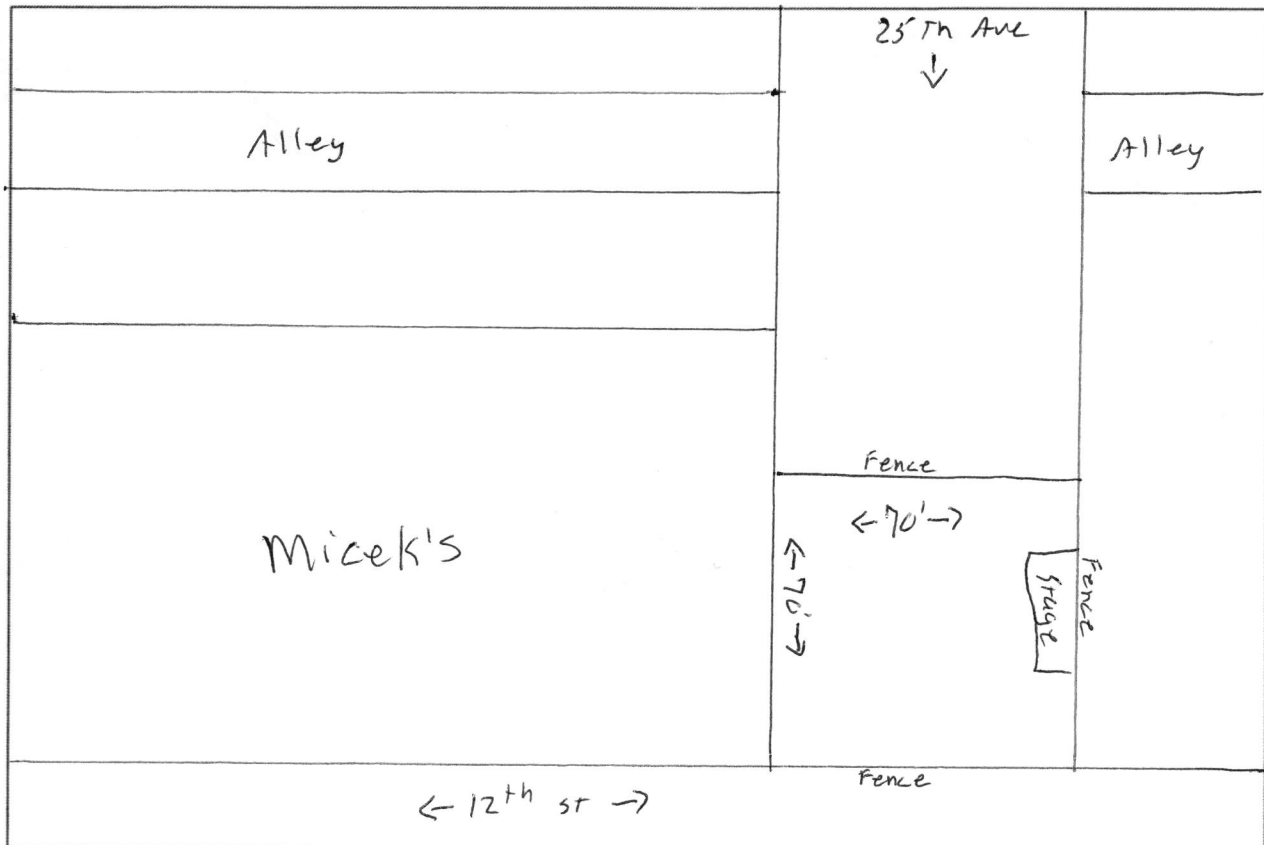 25Th Ave
↓
Alley
Alley
Fence
←70'→
Micek's
←70'→
Stage
Fence
Fence
← 12th st →